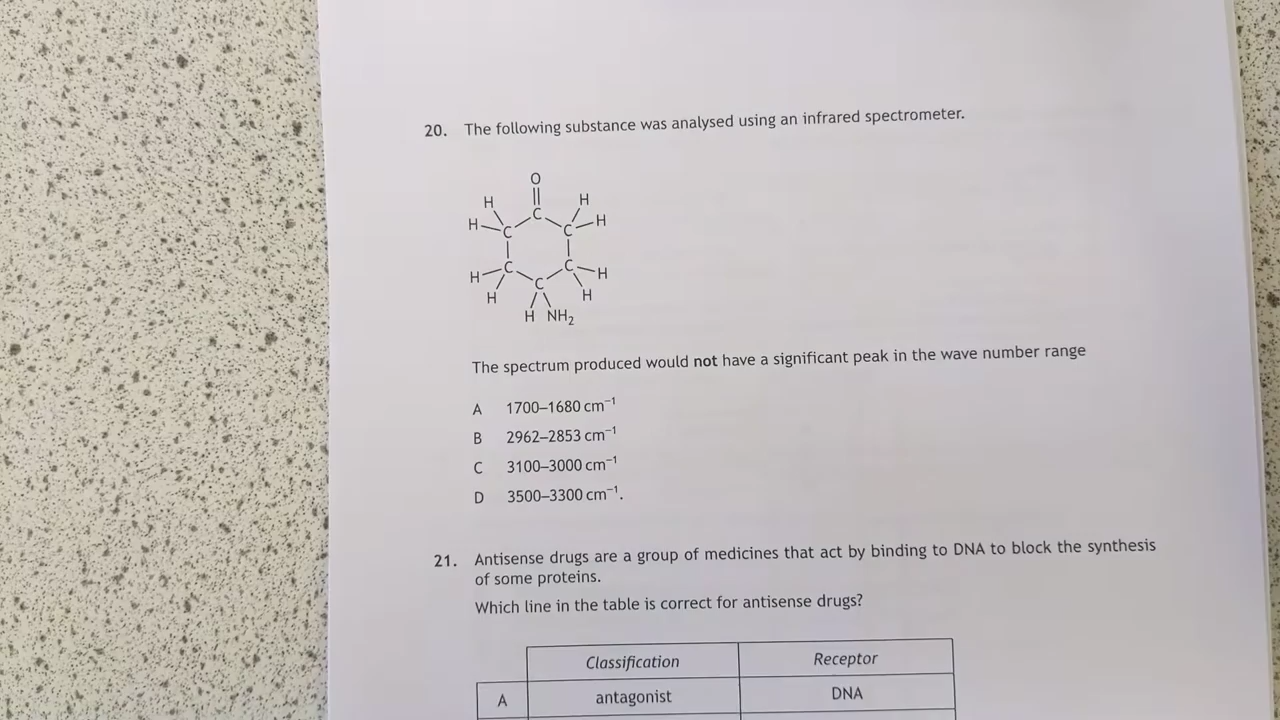 20. The following substance was analysed using an infrared spectrometer.
O
H H
C
H C C H
H C C H
C
H H
H NH₂
The spectrum produced would not have a significant peak in the wave number range
A 1700–1680 cm⁻¹
B 2962–2853 cm⁻¹
C 3100–3000 cm⁻¹
D 3500–3300 cm⁻¹.
21. Antisense drugs are a group of medicines that act by binding to DNA to block the synthesis
of some proteins.
Which line in the table is correct for antisense drugs?
Classification Receptor
A antagonist DNA